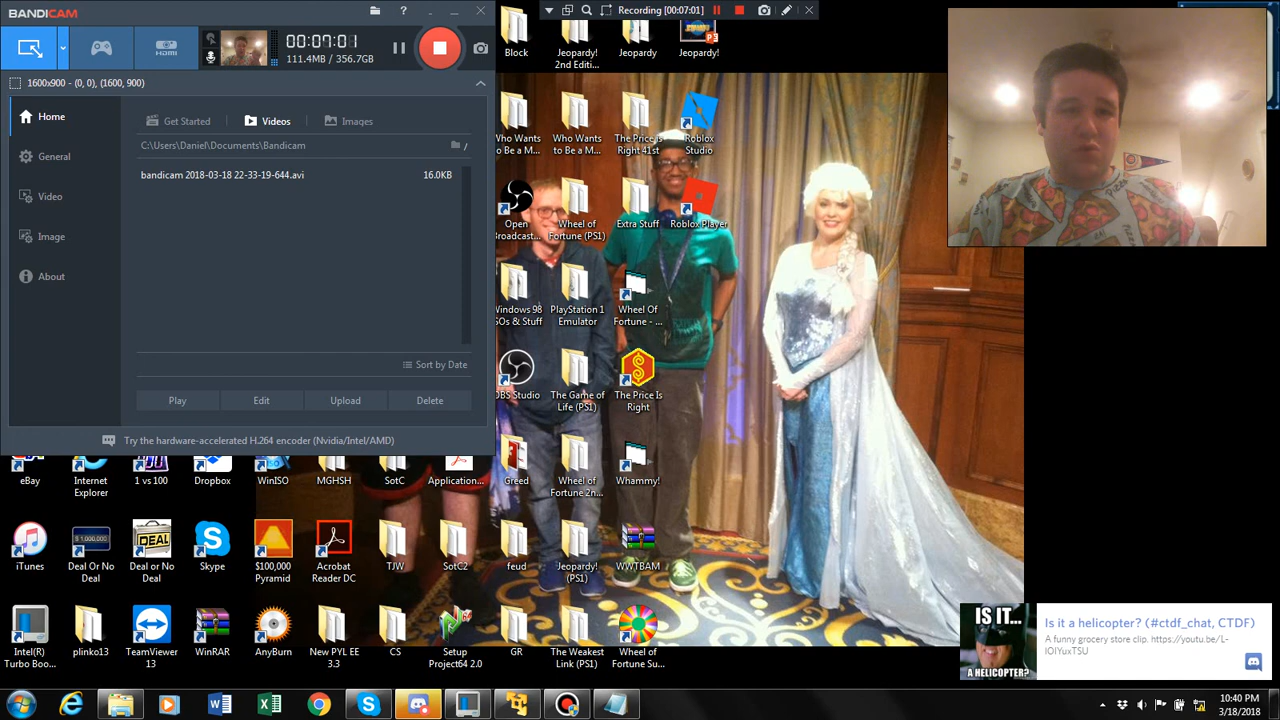 BANDICAM
Recording [00:07:01]
00:07:01
111.4MB / 356.7GB
HDMI
1600x900 - (0, 0), (1600, 900)
Home
General
Video
Image
About
Get Started
Videos
Images
C:\Users\Daniel\Documents\Bandicam
bandicam 2018-03-18 22-33-19-644.avi
16.0KB
Sort by Date
Play
Edit
Upload
Delete
Try the hardware-accelerated H.264 encoder (Nvidia/Intel/AMD)
Block
Jeopardy!
2nd Editi...
Jeopardy
Jeopardy!
Who Wants
to Be a M...
Who Wants
to Be a M...
The Price Is
Right 41st
Roblox
Studio
Open
Broadcast...
Wheel of
Fortune (PS1)
Extra Stuff
Roblox Player
Windows 98
ISOs & Stuff
PlayStation 1
Emulator
Wheel Of
Fortune - ...
OBS Studio
The Game of
Life (PS1)
The Price Is
Right
eBay
Internet
Explorer
1 vs 100
Dropbox
WinISO
MGHSH
SotC
Application...
Greed
Wheel of
Fortune 2n...
Whammy!
iTunes
Deal Or No
Deal
Deal or No
Deal
Skype
$100,000
Pyramid
Acrobat
Reader DC
TJW
SotC2
feud
Jeopardy!
(PS1)
WWTBAM
Intel(R)
Turbo Boo...
plinko13
TeamViewer
13
WinRAR
AnyBurn
New PYL EE
3.3
CS
Setup
Project64 2.0
GR
The Weakest
Link (PS1)
Wheel of
Fortune Su...
IS IT...
A HELICOPTER?
Is it a helicopter? (#ctdf_chat, CTDF)
A funny grocery store clip. https://youtu.be/L-
IOIYuxTSU
10:40 PM
3/18/2018